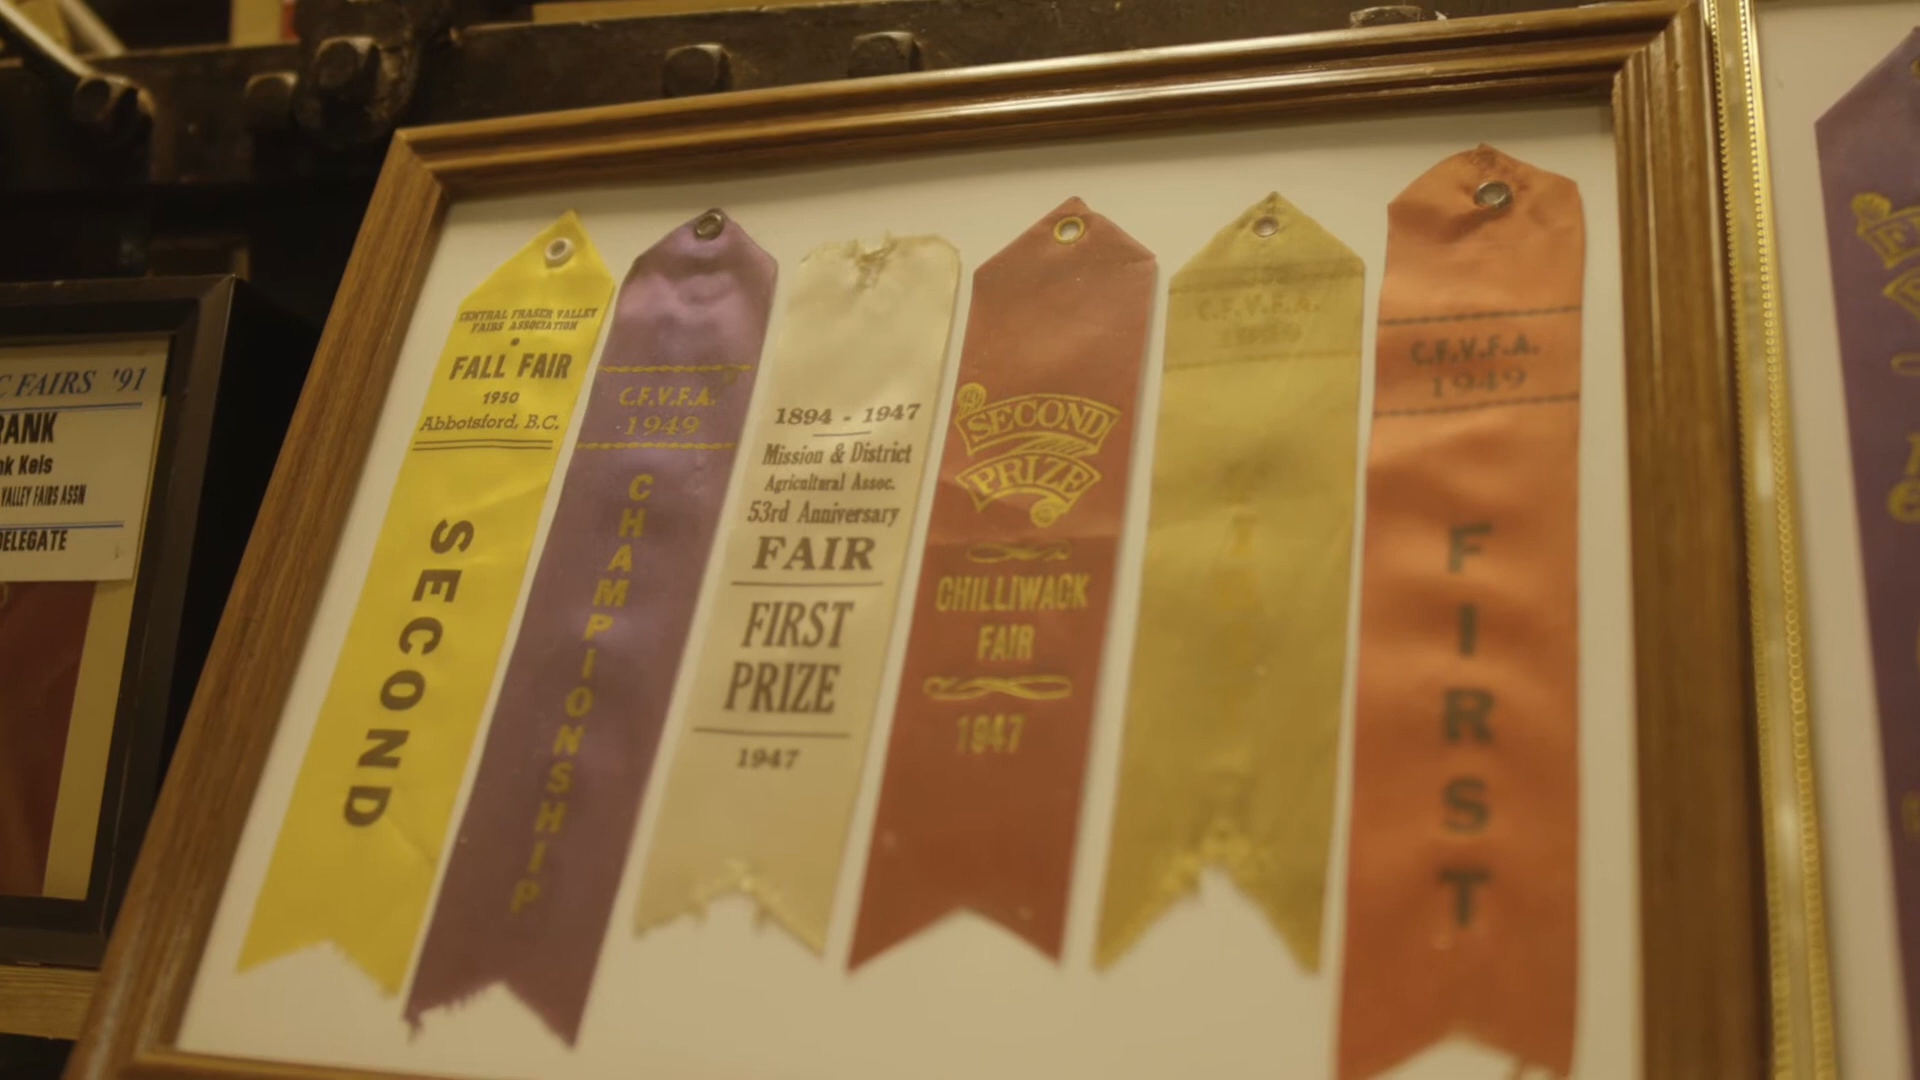 C FAIRS '91
RANK
nk Kels
VALLEY FAIRS ASSN
DELEGATE
CENTRAL FRASER VALLEY
FAIRS ASSOCIATION
FALL FAIR
1950
Abbotsford, B.C.
SECOND
C.F.V.F.A.
1949
CHAMPIONSHIP
1894 - 1947
Mission & District
Agricultural Assoc.
53rd Anniversary
FAIR
FIRST
PRIZE
1947
SECOND
PRIZE
CHILLIWACK
FAIR
1947
C.F.V.F.A.
C.F.V.F.A.
1949
FIRST